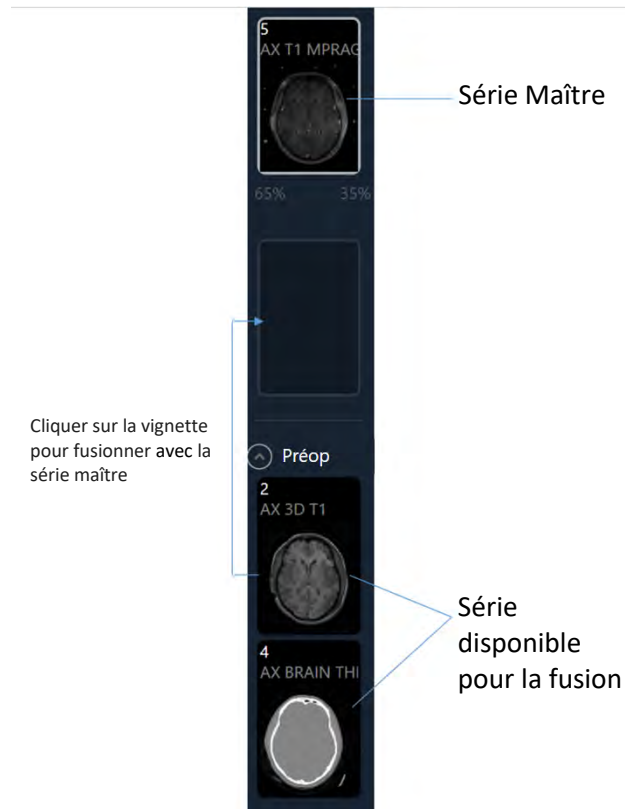 5
AX T1 MPRAG
Série Maître
65% 35%
Cliquer sur la vignette
pour fusionner avec la
série maître
Préop
2
AX 3D T1
Série
disponible
pour la fusion
4
AX BRAIN THI